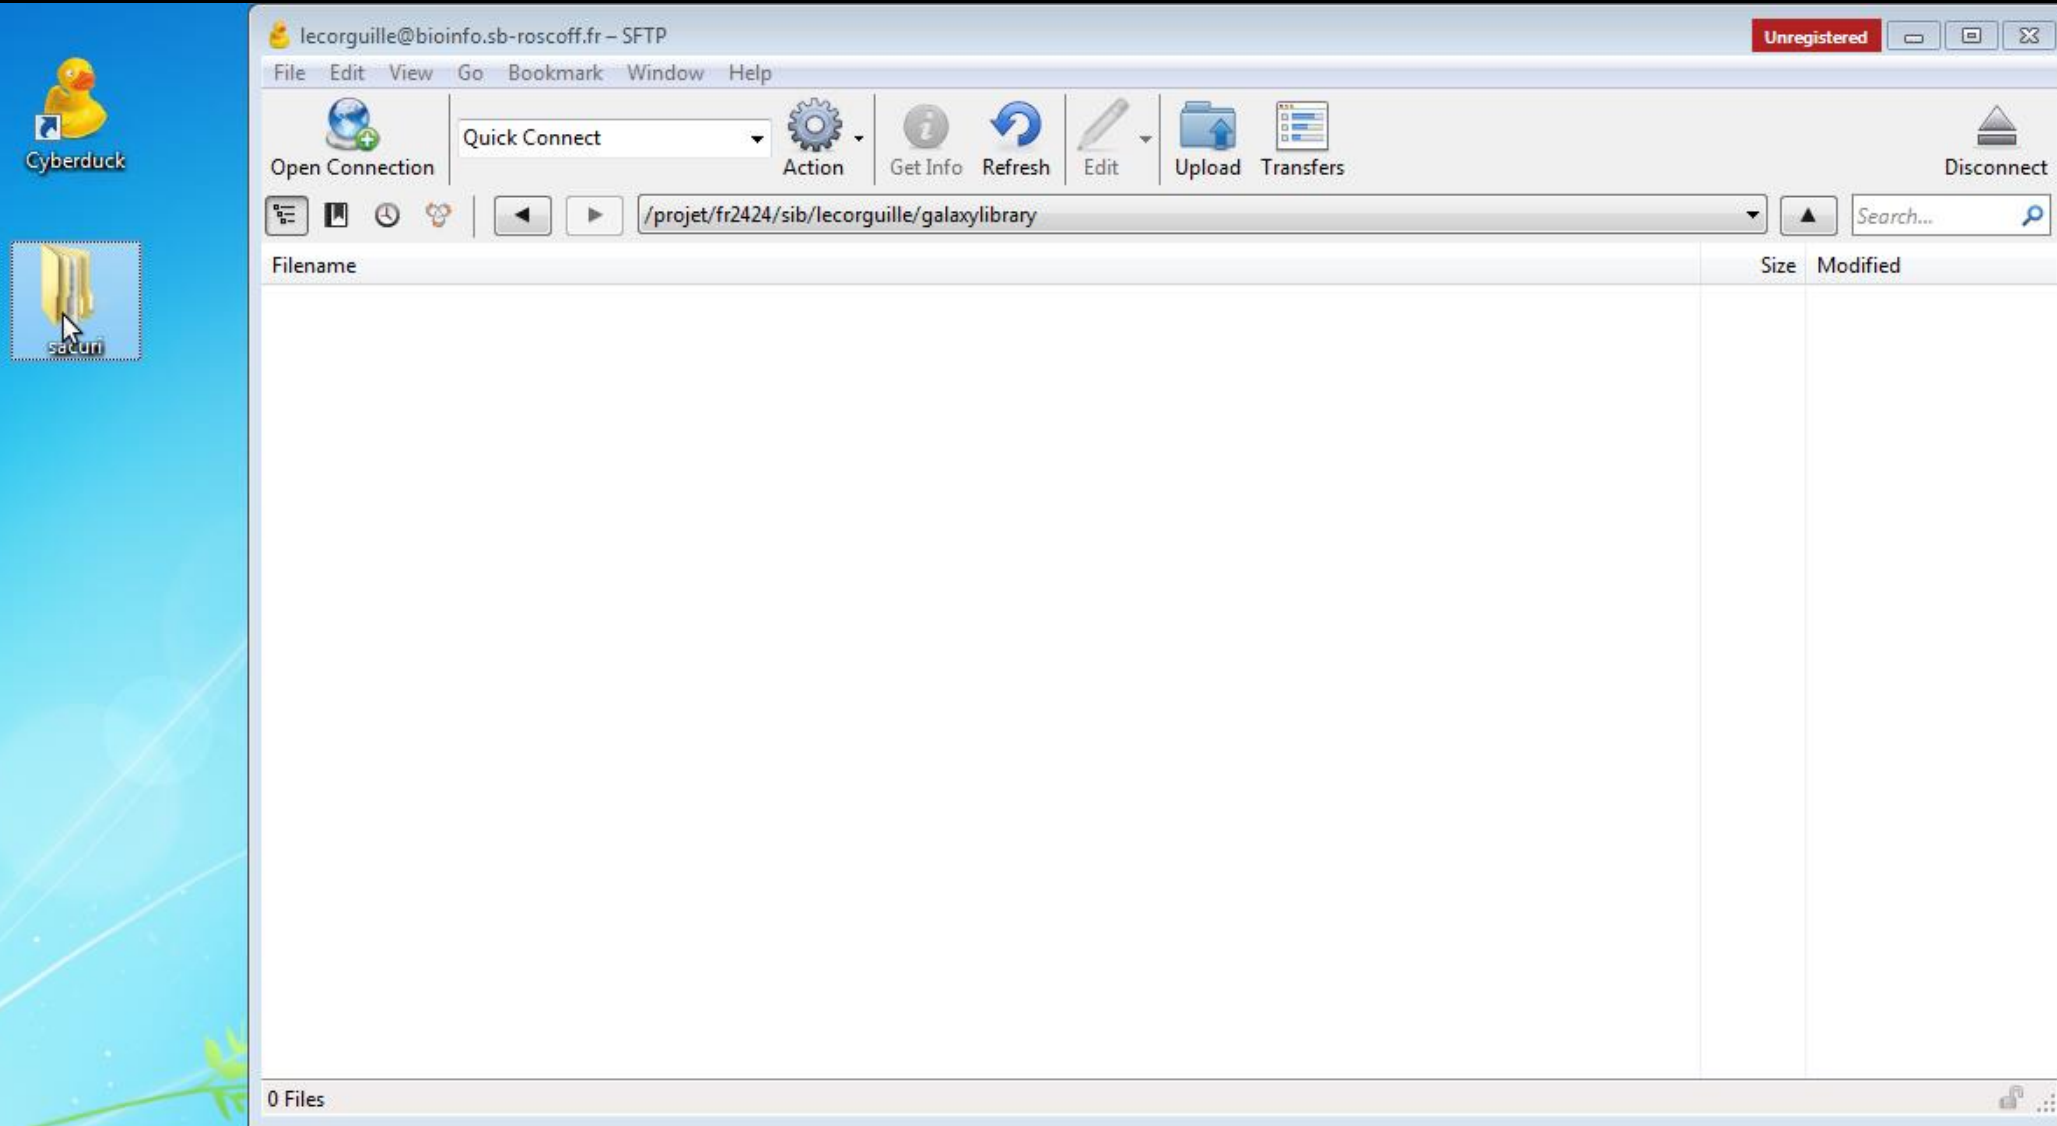 lecorguille@bioinfo.sb-roscoff.fr – SFTP
Unregistered
File Edit View Go Bookmark Window Help
Cyberduck
Open Connection
Quick Connect
Action
Get Info
Refresh
Edit
Upload
Transfers
Disconnect
/projet/fr2424/sib/lecorguille/galaxylibrary
Search...
Filename
Size
Modified
sacuri
0 Files